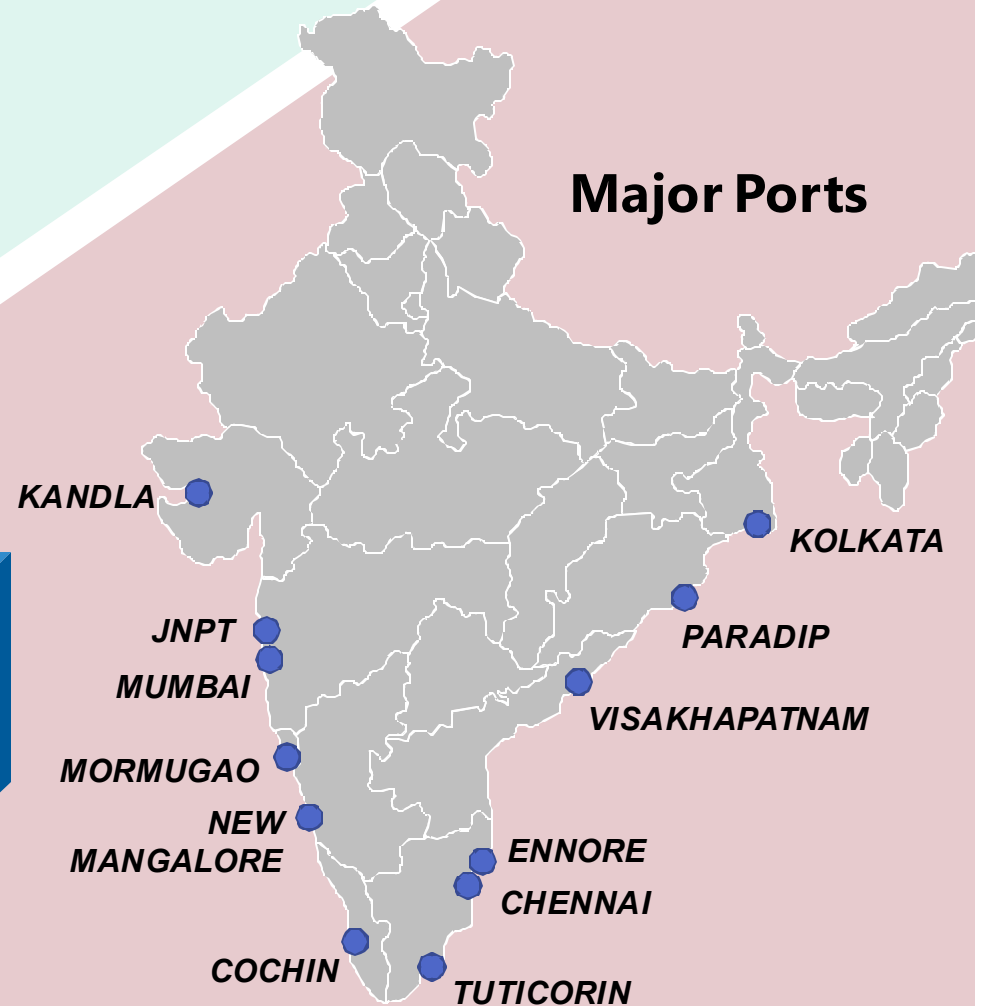 Major Ports
KANDLA
KOLKATA
JNPT
PARADIP
MUMBAI
VISAKHAPATNAM
MORMUGAO
NEW
MANGALORE
ENNORE
CHENNAI
COCHIN
TUTICORIN